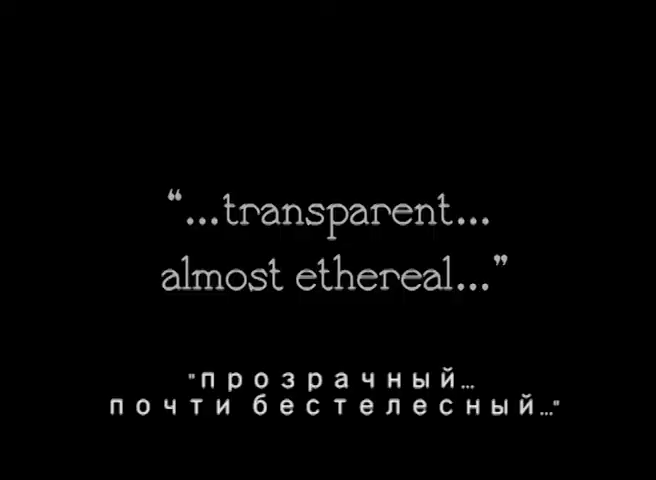 “...transparent...
almost ethereal...”
"прозрачный...
почти бестелесный..."